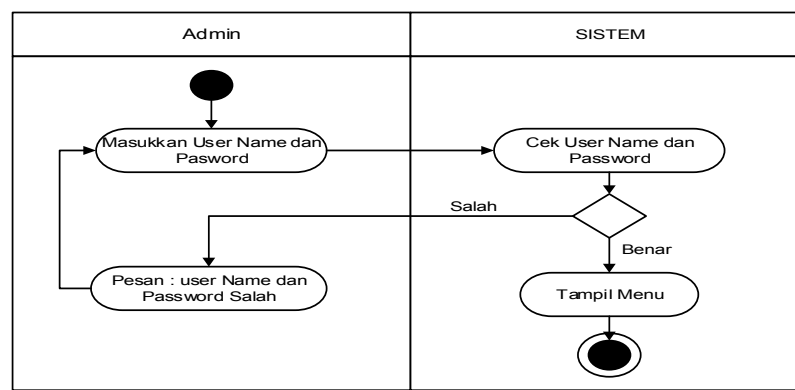 Admin
SISTEM
Masukkan User Name dan
Pasword
Cek User Name dan
Password
Salah
Benar
Pesan : user Name dan
Password Salah
Tampil Menu